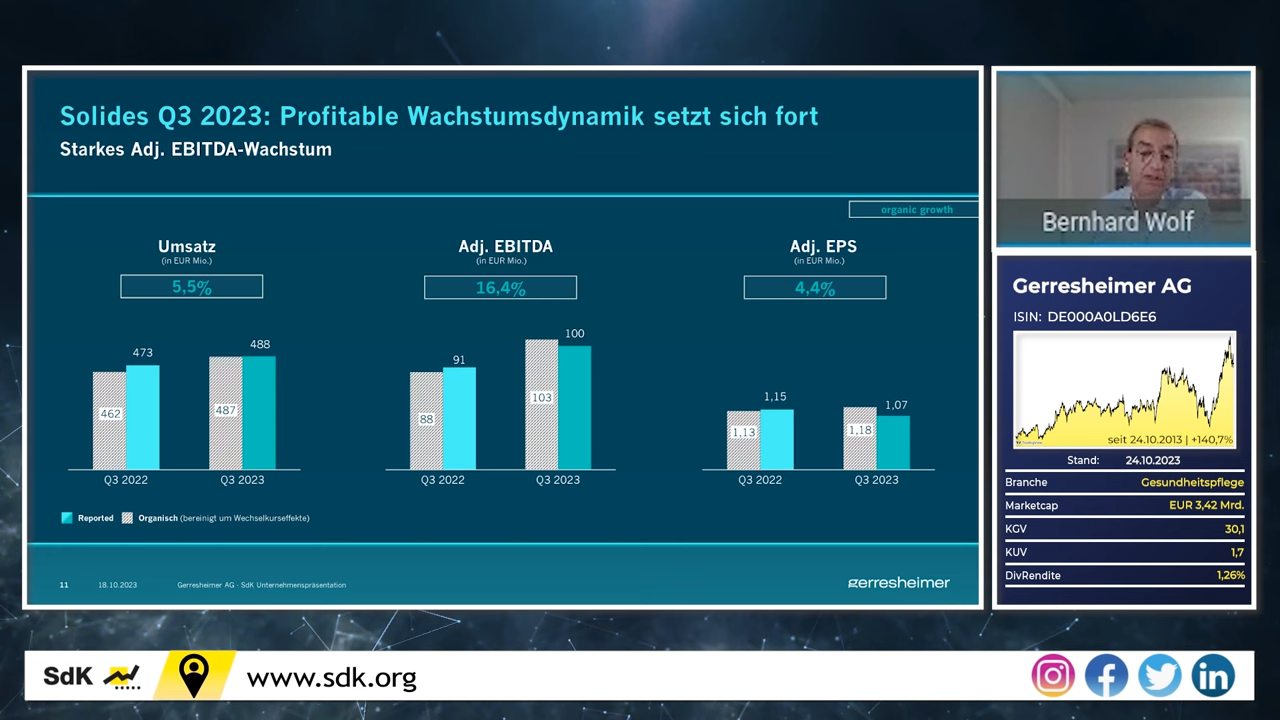 Solides Q3 2023: Profitable Wachstumsdynamik setzt sich fort
Starkes Adj. EBITDA-Wachstum
organic growth
Umsatz
(in EUR Mio.)
5,5%
473
488
462
487
Q3 2022
Q3 2023
Adj. EBITDA
(in EUR Mio.)
16,4%
91
100
88
103
Q3 2022
Q3 2023
Adj. EPS
(in EUR Mio.)
4,4%
1,15
1,07
1,13
1,18
Q3 2022
Q3 2023
Reported
Organisch (bereinigt um Wechselkurseffekte)
11
18.10.2023
Gerresheimer AG - SdK Unternehmenspräsentation
gerresheimer
Bernhard Wolf
Gerresheimer AG
ISIN: DE000A0LD6E6
seit 24.10.2013 | +140,7%
Stand: 24.10.2023
Branche Gesundheitspflege
Marketcap EUR 3,42 Mrd.
KGV 30,1
KUV 1,7
DivRendite 1,26%
SdK
www.sdk.org